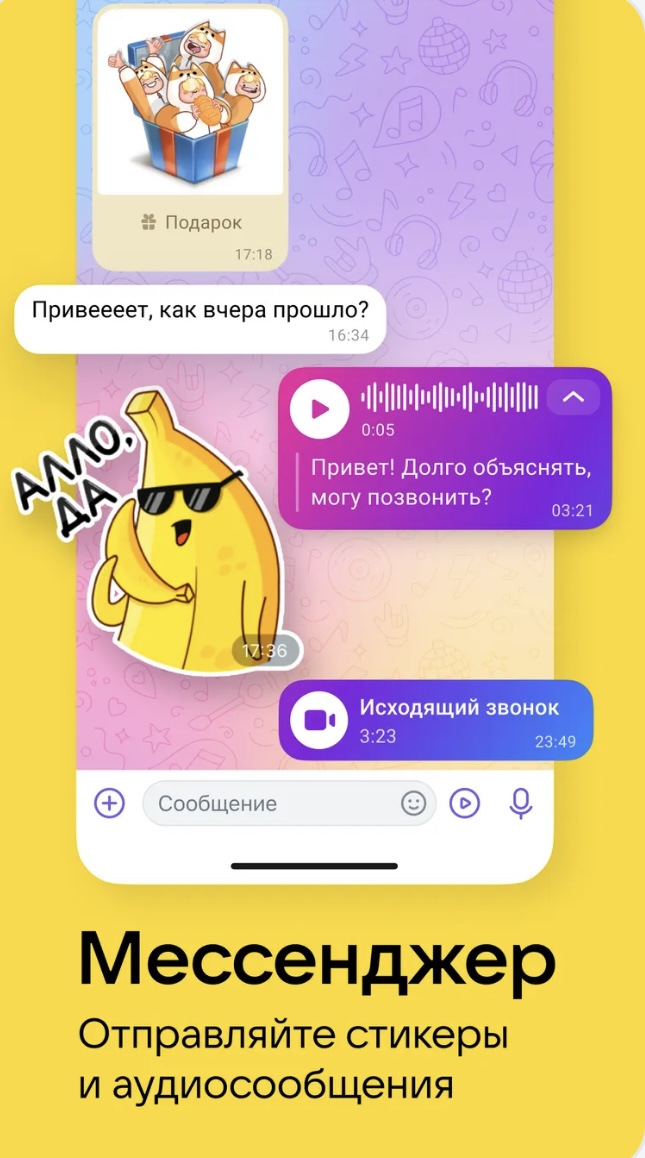 Подарок
17:18
Привеееет, как вчера прошло?
16:34
0:05
Привет! Долго объяснять,
могу позвонить?
03:21
АЛЛО,
ДА
17:36
Исходящий звонок
3:23
23:49
Сообщение
Мессенджер
Отправляйте стикеры
и аудиосообщения